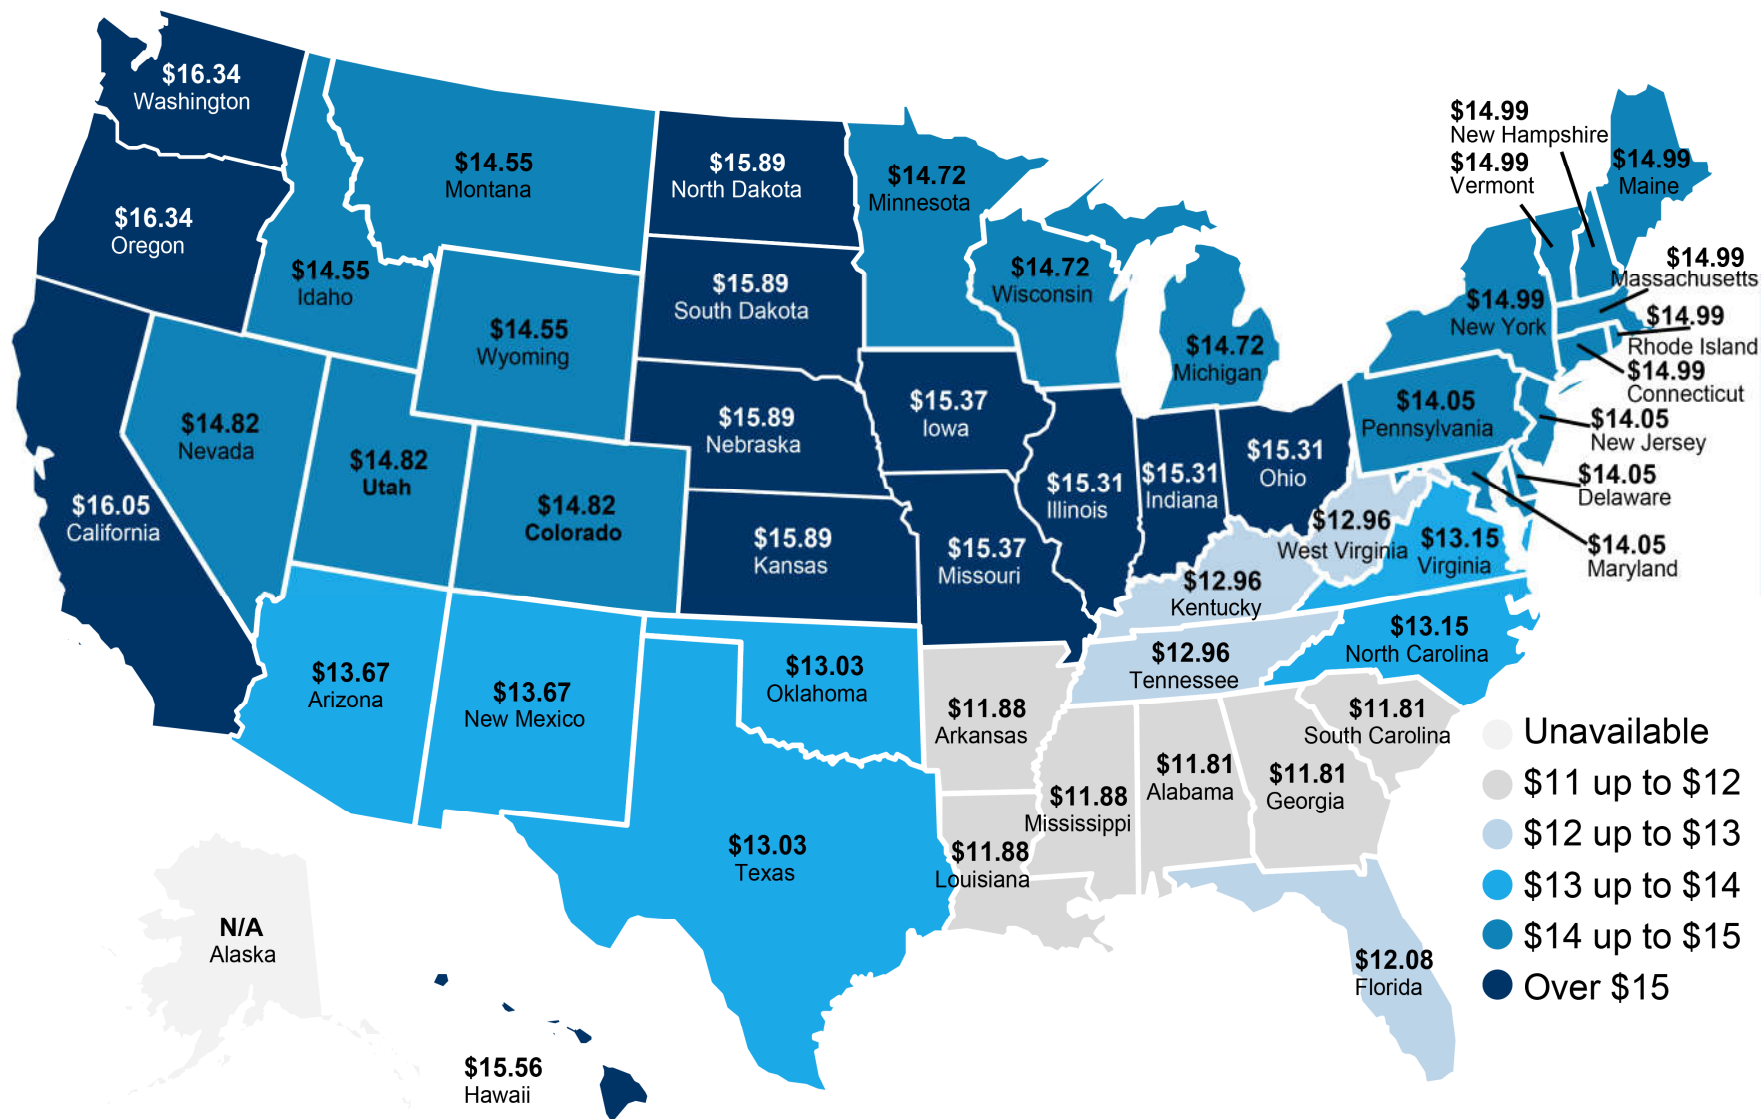 $16.34
Washington
$16.34
Oregon
$16.05
California
$14.55
Montana
$14.55
Idaho
$14.55
Wyoming
$14.82
Nevada
$14.82
Utah
$14.82
Colorado
$13.67
Arizona
$13.67
New Mexico
$15.89
North Dakota
$15.89
South Dakota
$15.89
Nebraska
$15.89
Kansas
$13.03
Oklahoma
$13.03
Texas
$14.72
Minnesota
$14.72
Wisconsin
$14.72
Michigan
$15.37
Iowa
$15.37
Missouri
$15.31
Illinois
$15.31
Indiana
$15.31
Ohio
$11.88
Arkansas
$11.88
Louisiana
$11.88
Mississippi
$11.81
Alabama
$11.81
Georgia
$11.81
South Carolina
$12.96
Kentucky
$12.96
Tennessee
$12.96
West Virginia
$13.15
Virginia
$13.15
North Carolina
$12.08
Florida
$14.99
New Hampshire
$14.99
Vermont
$14.99
Maine
$14.99
Massachusetts
$14.99
New York
$14.99
Rhode Island
$14.99
Connecticut
$14.05
Pennsylvania
$14.05
New Jersey
$14.05
Delaware
$14.05
Maryland
N/A
Alaska
$15.56
Hawaii
Unavailable
$11 up to $12
$12 up to $13
$13 up to $14
$14 up to $15
Over $15